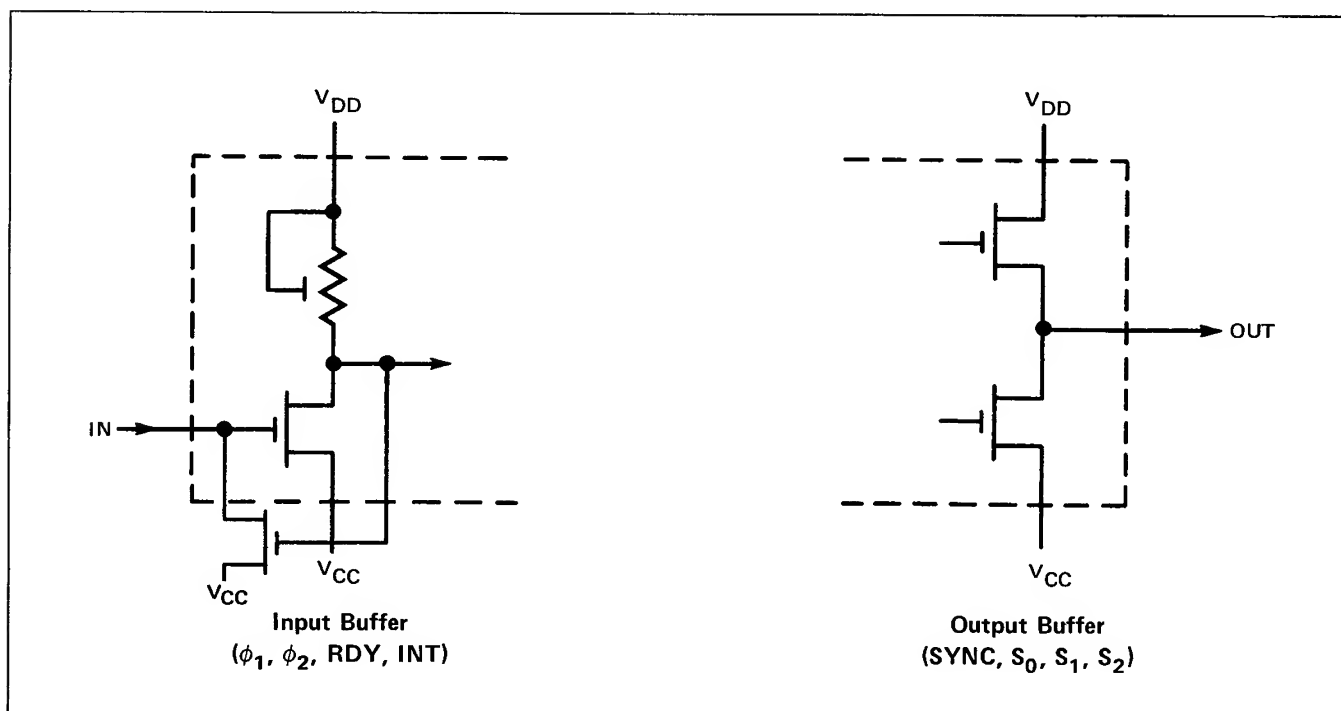 V_DD
IN
V_CC
V_CC
Input Buffer
(ϕ₁, ϕ₂, RDY, INT)
V_DD
OUT
V_CC
Output Buffer
(SYNC, S₀, S₁, S₂)